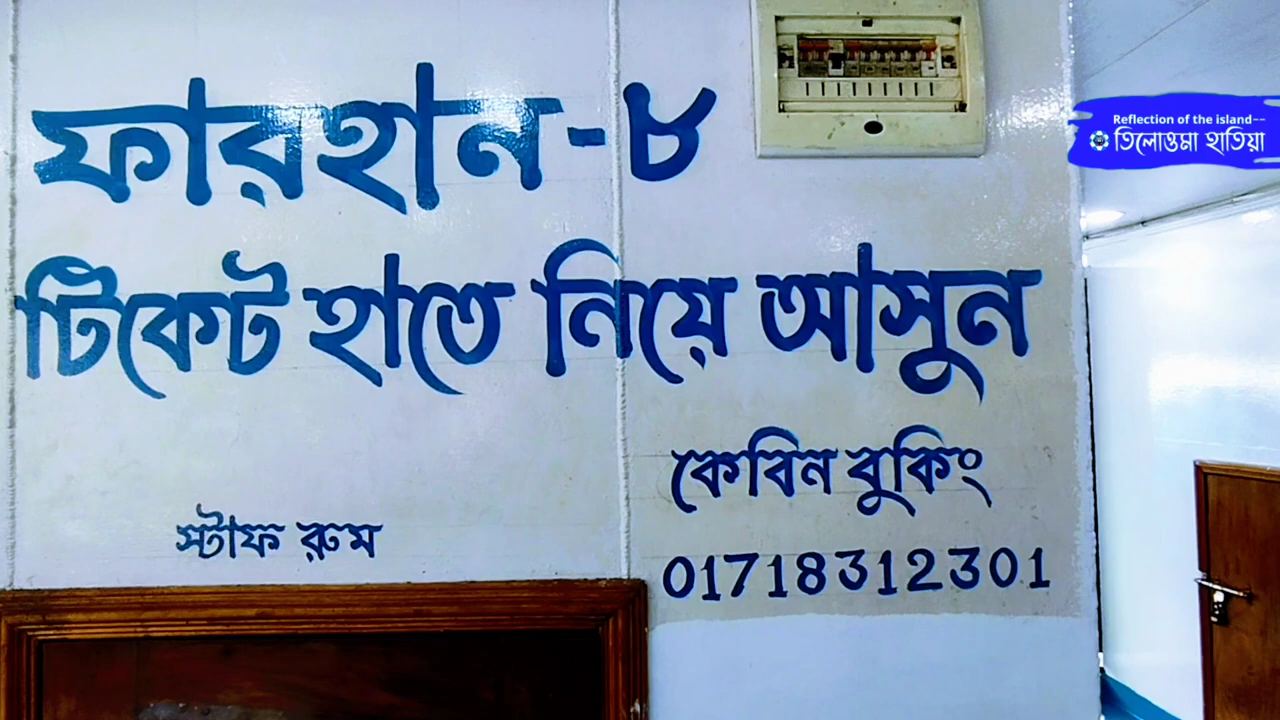 ফারহান-৮
টিকেট হাতে নিয়ে আসুন
কেবিন বুকিং
01718312301
স্টাফ রুম
Reflection of the island--
তিলোত্তমা হাতিয়া